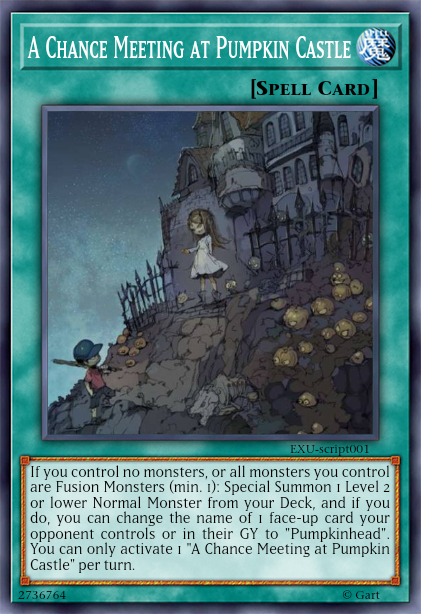 A Chance Meeting at Pumpkin Castle 魔
[Spell Card]
EXU-script001
If you control no monsters, or all monsters you control
are Fusion Monsters (min. 1): Special Summon 1 Level 2
or lower Normal Monster from your Deck, and if you
do, you can change the name of 1 face-up card your
opponent controls or in their GY to "Pumpkinhead".
You can only activate 1 "A Chance Meeting at Pumpkin
Castle" per turn.
2736764 © Gart